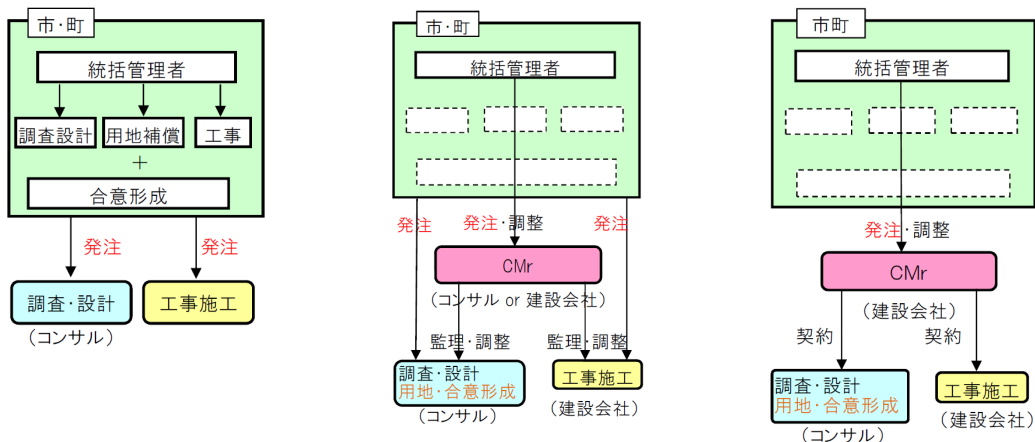 市・町
統括管理者
調査設計
用地補償
工事
+
合意形成
発注
発注
調査・設計
工事施工
(コンサル)
市・町
統括管理者
発注
発注・調整
発注
CMr
(コンサル or 建設会社)
監理・調整
監理・調整
調査・設計
用地・合意形成
(コンサル)
工事施工
(建設会社)
市町
統括管理者
発注・調整
CMr
(建設会社)
契約
契約
調査・設計
用地・合意形成
(コンサル)
工事施工
(建設会社)